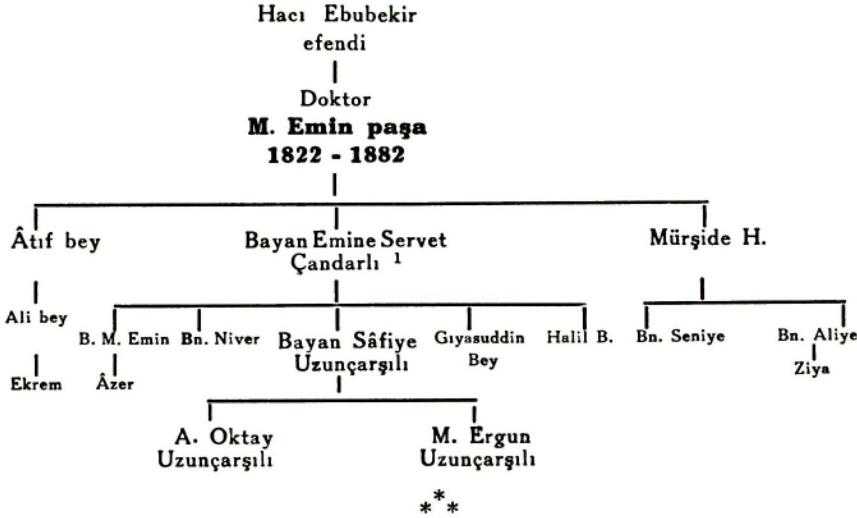 Hacı Ebubekir
efendi
Doktor
M. Emin paşa
1822 - 1882
Âtıf bey
Bayan Emine Servet
Çandarlı ¹
Mürşide H.
Ali bey
B. M. Emin
Bn. Niver
Bayan Sâfiye
Uzunçarşılı
Gıyasuddin
Bey
Halil B.
Bn. Seniye
Bn. Aliye
Ekrem
Âzer
Ziya
A. Oktay
Uzunçarşılı
M. Ergun
Uzunçarşılı
***